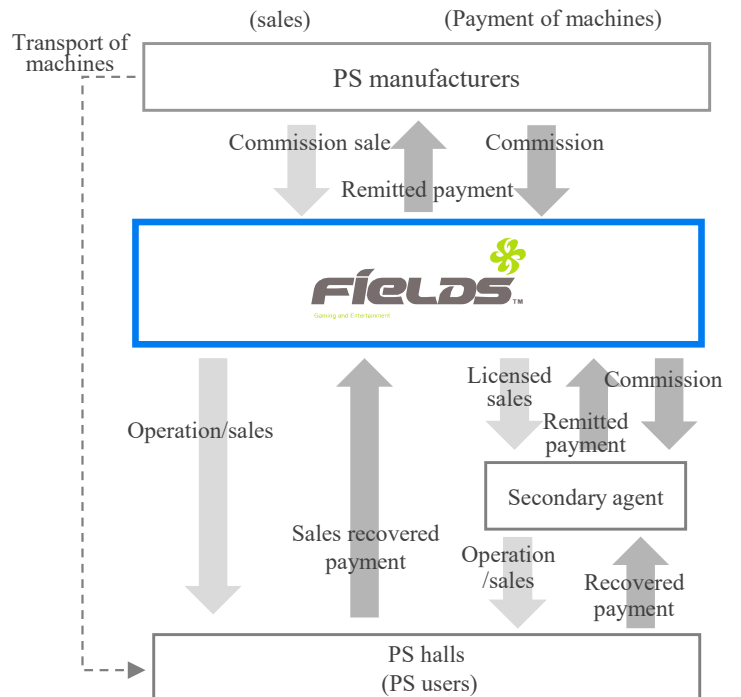 (sales)
(Payment of machines)
Transport of
machines
PS manufacturers
Commission sale
Commission
Remitted payment
FIELDS™
Gaming and Entertainment
Licensed
sales
Commission
Remitted
payment
Operation/sales
Secondary agent
Sales recovered
payment
Operation
/sales
Recovered
payment
PS halls
(PS users)